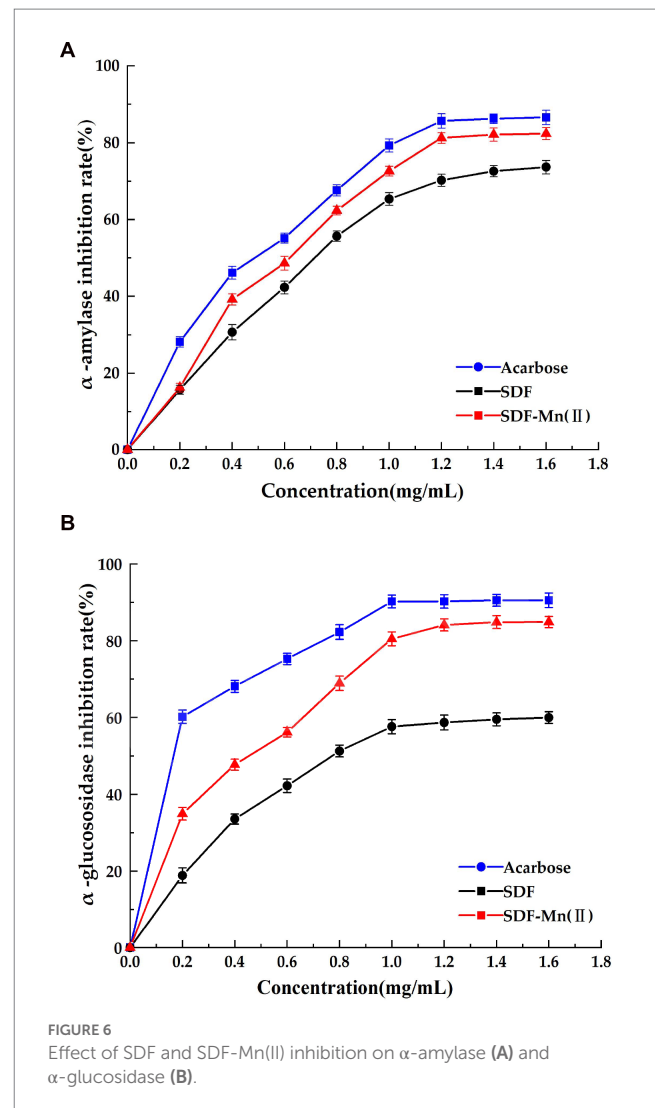 A
α-amylase inhibition rate(%)
100
80
60
40
20
0
0.0 0.2 0.4 0.6 0.8 1.0 1.2 1.4 1.6 1.8
Concentration(mg/mL)
Acarbose
SDF
SDF-Mn(Ⅱ)
B
α-glucososidase inhibition rate(%)
100
80
60
40
20
0
0.0 0.2 0.4 0.6 0.8 1.0 1.2 1.4 1.6 1.8
Concentration(mg/mL)
Acarbose
SDF
SDF-Mn(Ⅱ)
FIGURE 6
Effect of SDF and SDF-Mn(II) inhibition on α-amylase (A) and
α-glucosidase (B).